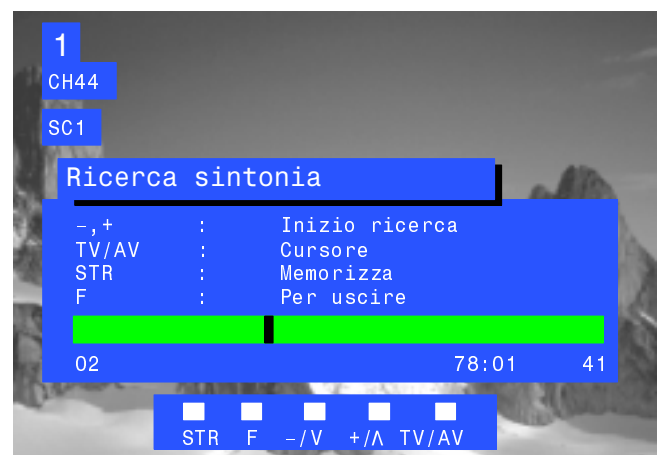 1
CH44
SC1
Ricerca sintonia
–,+ : Inizio ricerca
TV/AV : Cursore
STR : Memorizza
F : Per uscire
02 78:01 41
STR F –/V +/Λ TV/AV